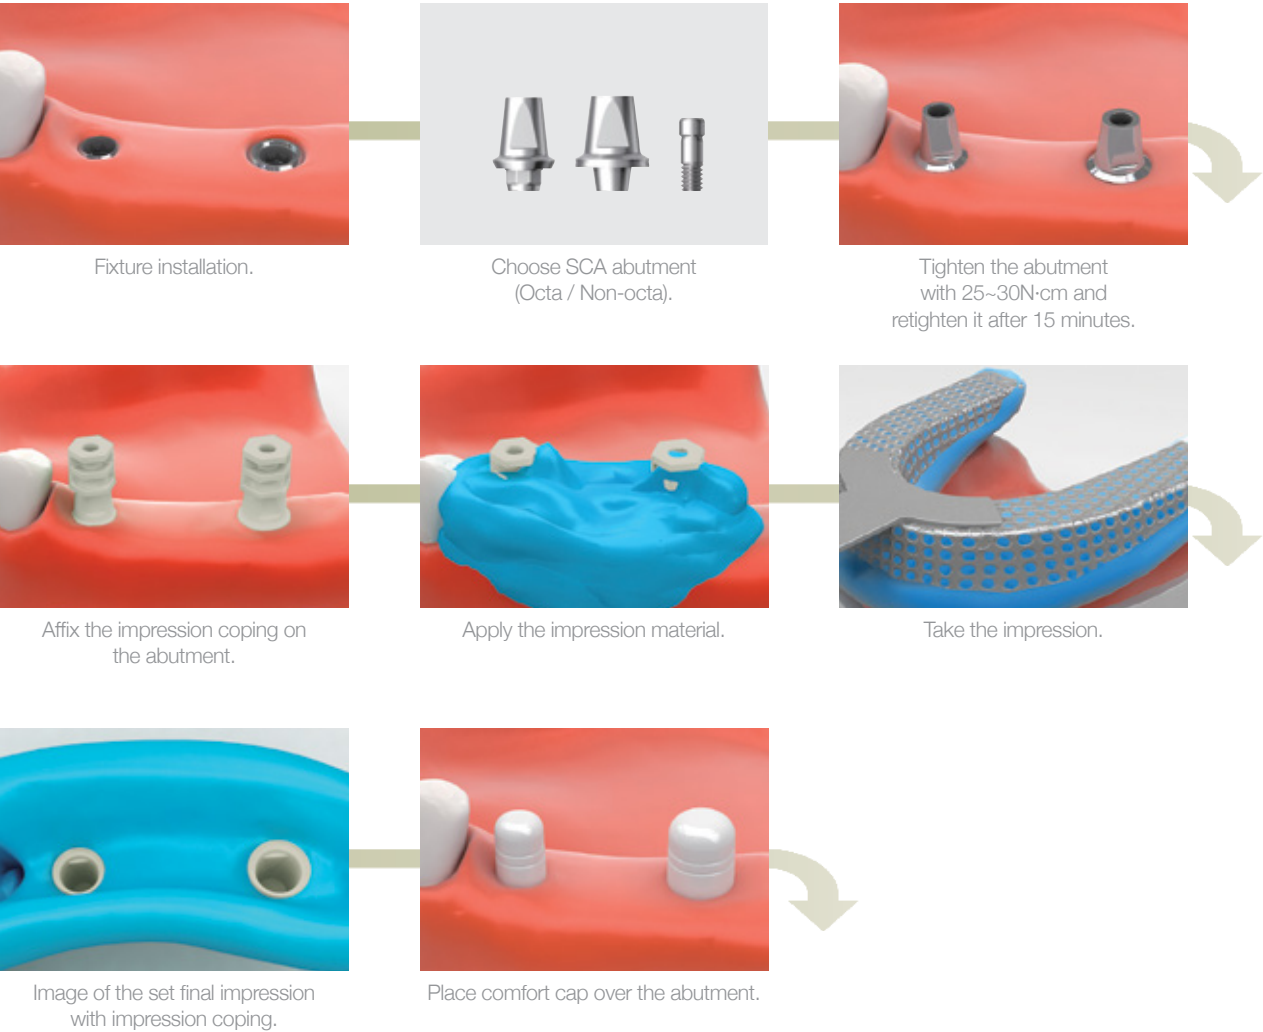 Fixture installation.
Choose SCA abutment
(Octa / Non-octa).
Tighten the abutment
with 25~30N·cm and
retighten it after 15 minutes.
Affix the impression coping on
the abutment.
Apply the impression material.
Take the impression.
Image of the set final impression
with impression coping.
Place comfort cap over the abutment.